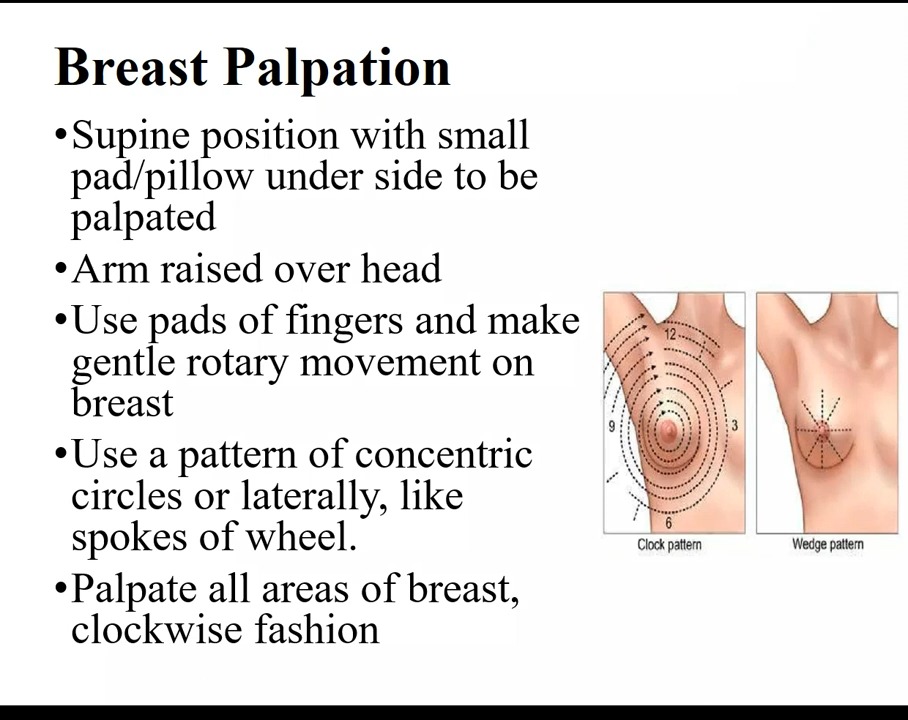 Breast Palpation
•Supine position with small
pad/pillow under side to be
palpated
•Arm raised over head
•Use pads of fingers and make
gentle rotary movement on
breast
•Use a pattern of concentric
circles or laterally, like
spokes of wheel.
•Palpate all areas of breast,
clockwise fashion
12
9
3
6
Clock pattern
Wedge pattern